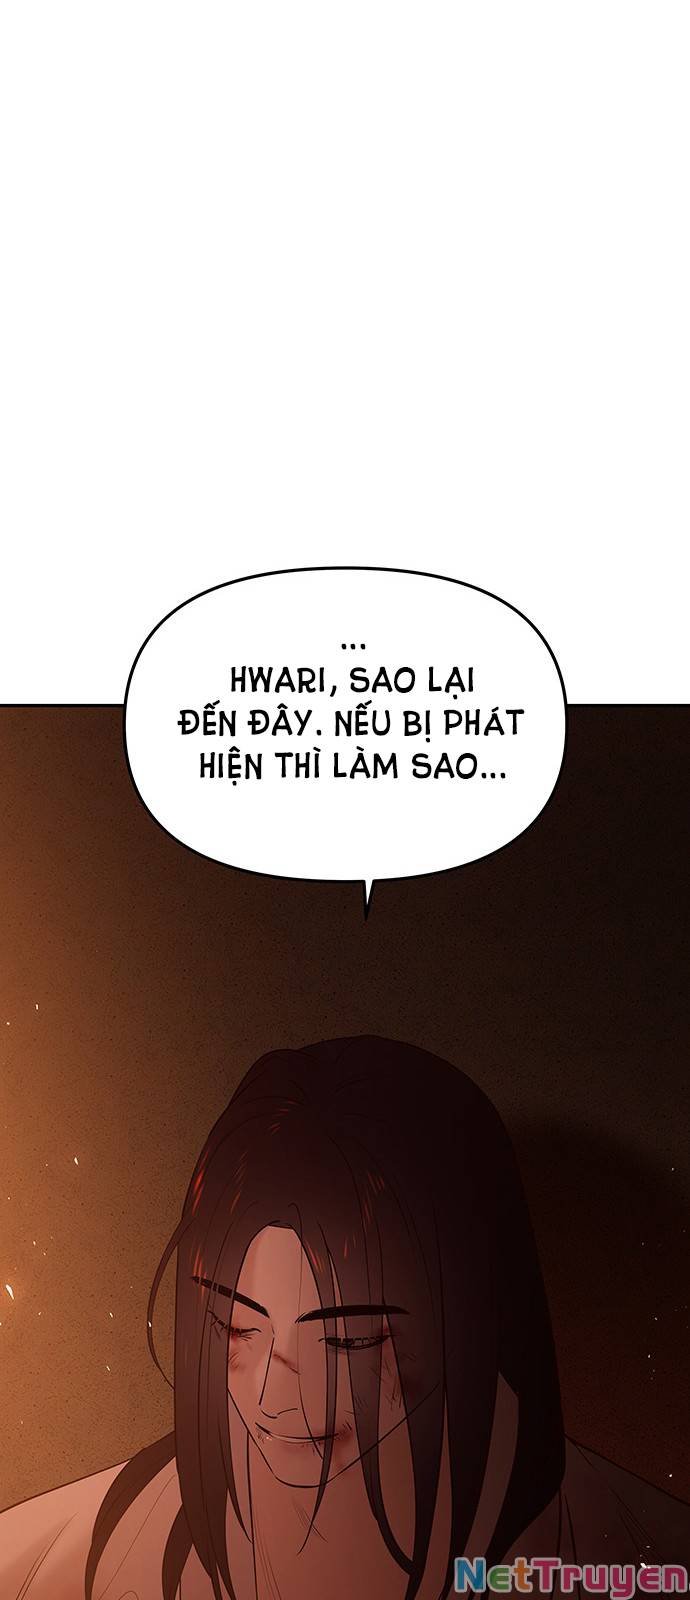 ...
HWARI, SAO LẠI
ĐẾN ĐÂY. NẾU BỊ PHÁT
HIỆN THÌ LÀM SAO...
NetTruyen